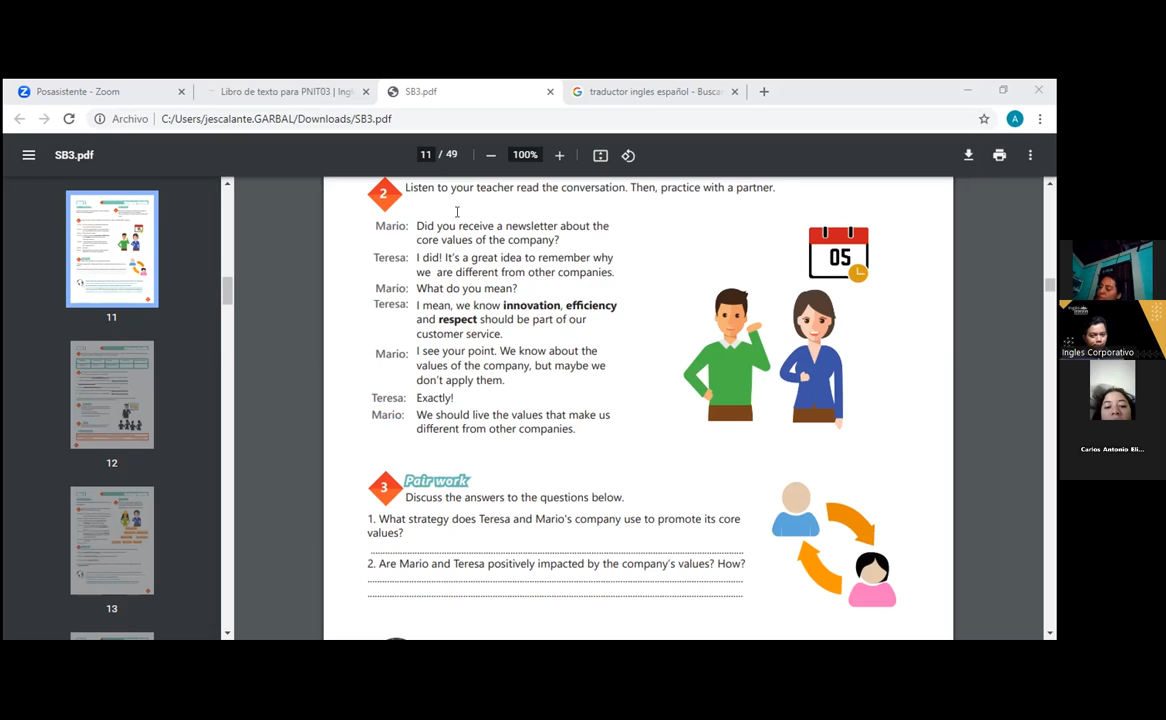 Posasistente - Zoom
Libro de texto para PNIT03 | Ingl
SB3.pdf
traductor ingles español - Buscar
Archivo
C:/Users/jescalante.GARBAL/Downloads/SB3.pdf
A
SB3.pdf
11 / 49
100%
11
12
13
2
Listen to your teacher read the conversation. Then, practice with a partner.
Mario: Did you receive a newsletter about the
core values of the company?
Teresa: I did! It's a great idea to remember why
we are different from other companies.
Mario: What do you mean?
Teresa: I mean, we know innovation, efficiency
and respect should be part of our
customer service.
Mario: I see your point. We know about the
values of the company, but maybe we
don't apply them.
Teresa: Exactly!
Mario: We should live the values that make us
different from other companies.
05
3
Pair work
Discuss the answers to the questions below.
1. What strategy does Teresa and Mario's company use to promote its core
values?
2. Are Mario and Teresa positively impacted by the company's values? How?
Ingles Corporativo
Carlos Antonio Eli...